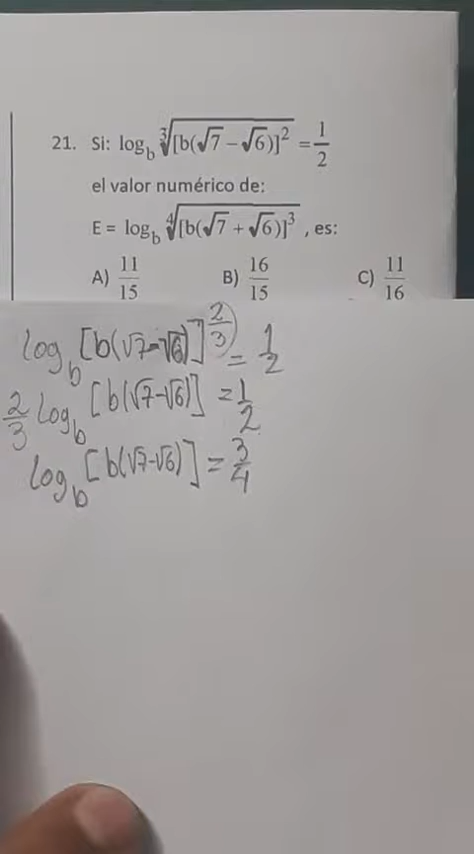 21. Si: log_b ∛[b(√7 − √6)]² = 1/2
el valor numérico de:
E = log_b ∜[b(√7 + √6)]³ , es:
A) 11/15 B) 16/15 C) 11/16
log_b [b(√7-√6)]^(2/3) = 1/2
2/3 log_b [b(√7-√6)] = 1/2
log_b [b(√7-√6)] = 3/4